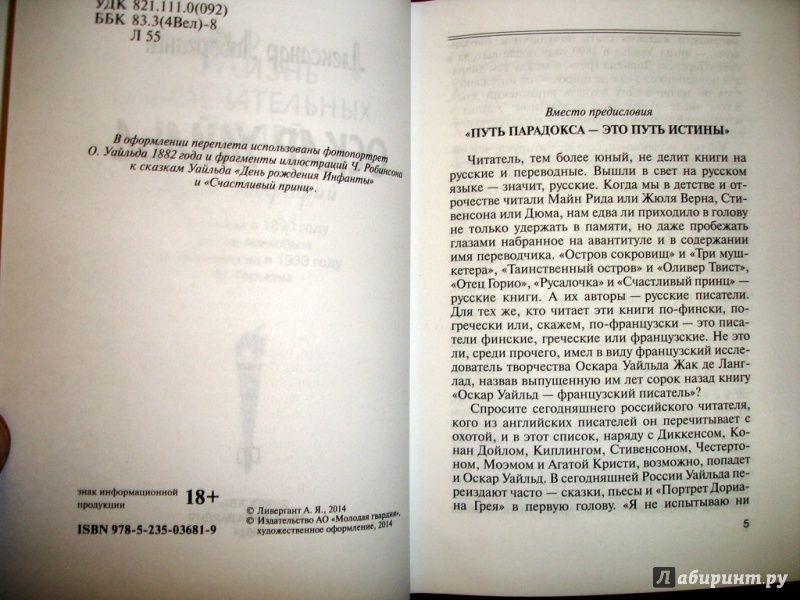 УДК 821.111.0(092)
ББК 83.3(4Вел)-8
Л 55
В оформлении переплета использованы фотопортрет
О. Уайльда 1882 года и фрагменты иллюстраций Ч. Робинсона
к сказкам Уайльда «День рождения Инфанты»
и «Счастливый принц».
знак информационной
продукции
18+
© Ливергант А. Я., 2014
© Издательство АО «Молодая гвардия»,
художественное оформление, 2014
ISBN 978-5-235-03681-9
Вместо предисловия
«ПУТЬ ПАРАДОКСА — ЭТО ПУТЬ ИСТИНЫ»
Читатель, тем более юный, не делит книги на
русские и переводные. Вышли в свет на русском
языке — значит, русские. Когда мы в детстве и от-
рочестве читали Майн Рида или Жюля Верна, Сти-
венсона или Дюма, нам едва ли приходило в голову
не только удержать в памяти, но даже пробежать
глазами набранное на авантитуле и в содержании
имя переводчика. «Остров сокровищ» и «Три муш-
кетера», «Таинственный остров» и «Оливер Твист»,
«Отец Горио», «Русалочка» и «Счастливый принц» —
русские книги. А их авторы — русские писатели.
Для тех же, кто читает эти книги по-фински, по-
гречески или, скажем, по-французски — это писа-
тели финские, греческие или французские. Не это
ли, среди прочего, имел в виду французский иссле-
дователь творчества Оскара Уайльда Жак де Ланг-
лад, назвав выпущенную им лет сорок назад книгу
«Оскар Уайльд — французский писатель»?
Спросите сегодняшнего российского читателя,
кого из английских писателей он перечитывает с
охотой, и в этот список, наряду с Диккенсом, Ко-
нан Дойлом, Киплингом, Стивенсоном, Честерто-
ном, Моэмом и Агатой Кристи, возможно, попадет
и Оскар Уайльд. В сегодняшней России Уайльда пе-
реиздают часто — сказки, пьесы и «Портрет Дориа-
на Грея» в первую голову. «Я не испытываю ни
5
Лабиринт.ру